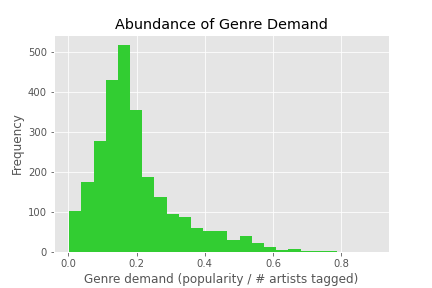 Abundance of Genre Demand
500
400
300
200
100
0
Frequency
0.0 0.2 0.4 0.6 0.8
Genre demand (popularity / # artists tagged)